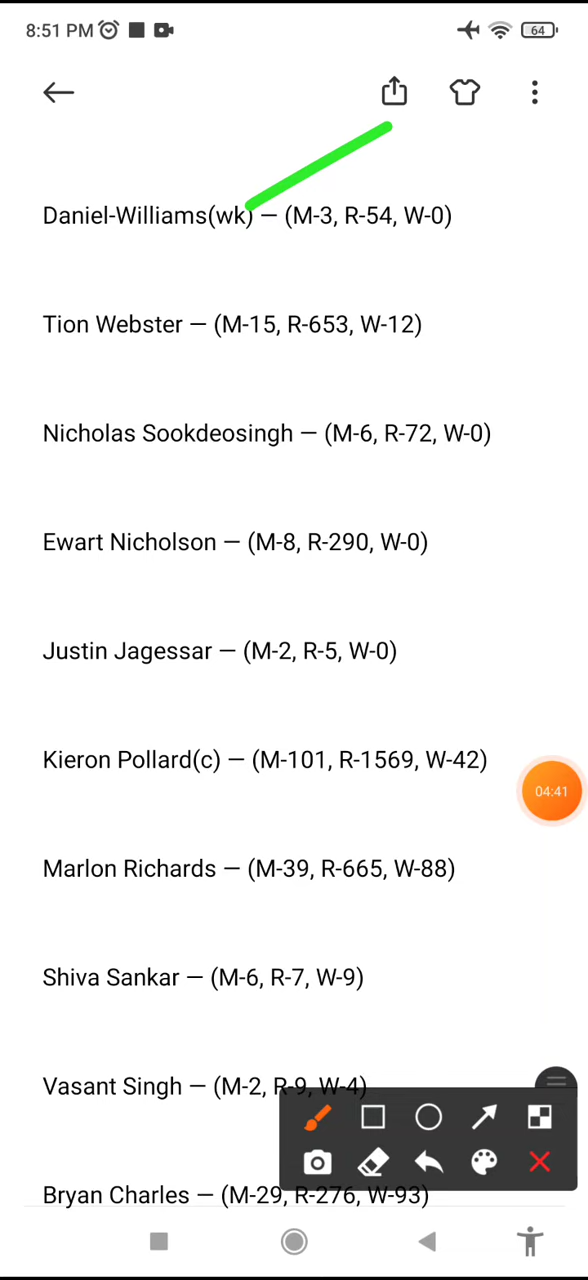 8:51 PM
64
Daniel-Williams(wk) – (M-3, R-54, W-0)
Tion Webster – (M-15, R-653, W-12)
Nicholas Sookdeosingh – (M-6, R-72, W-0)
Ewart Nicholson – (M-8, R-290, W-0)
Justin Jagessar – (M-2, R-5, W-0)
Kieron Pollard(c) – (M-101, R-1569, W-42)
04:41
Marlon Richards – (M-39, R-665, W-88)
Shiva Sankar – (M-6, R-7, W-9)
Vasant Singh – (M-2, R-9, W-4)
Bryan Charles – (M-29, R-276, W-93)